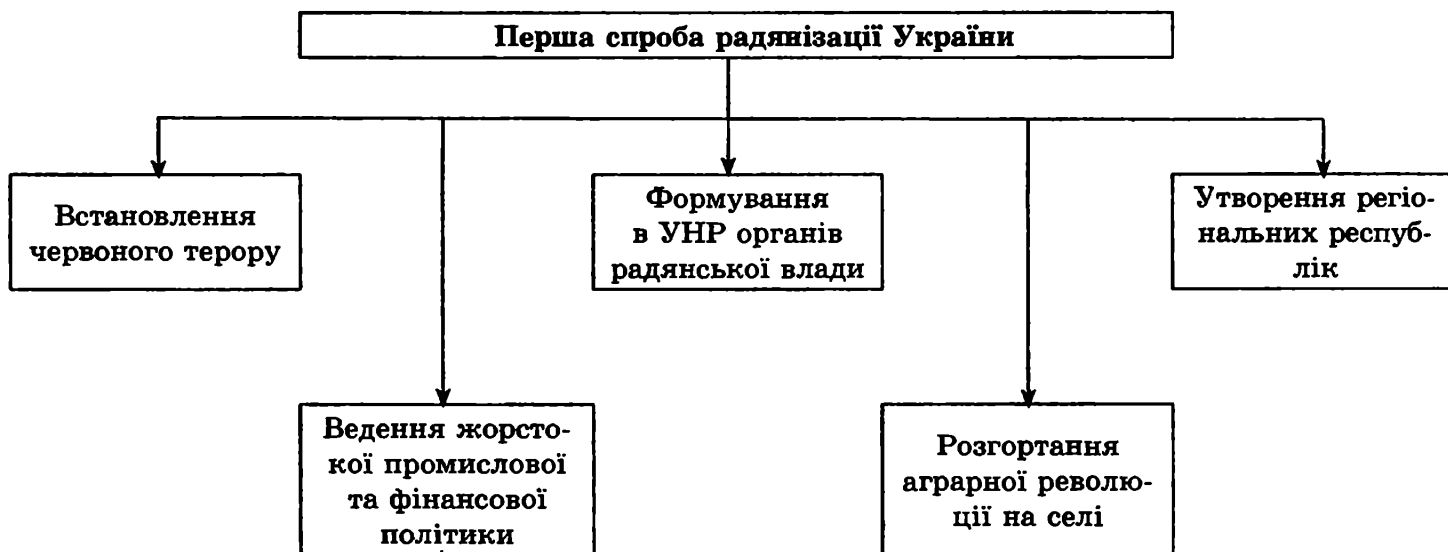 Перша спроба радянізації України
Встановлення
червоного терору
Формування
в УНР органів
радянської влади
Утворення регіо-
нальних респуб-
лік
Ведення жорсто-
кої промислової
та фінансової
політики
Розгортання
аграрної револю-
ції на селі